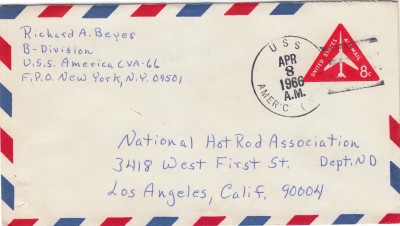 Richard A. Beyer
B-Division
U.S.S. America CVA-66
F.P.O. New York, N.Y. 09501
USS
APR
8
1966
A.M.
AMER'C
UNITED STATES
AIR MAIL
8c
National Hot Rod Association
3418 West First St. Dept. ND
Los Angeles, Calif. 90004